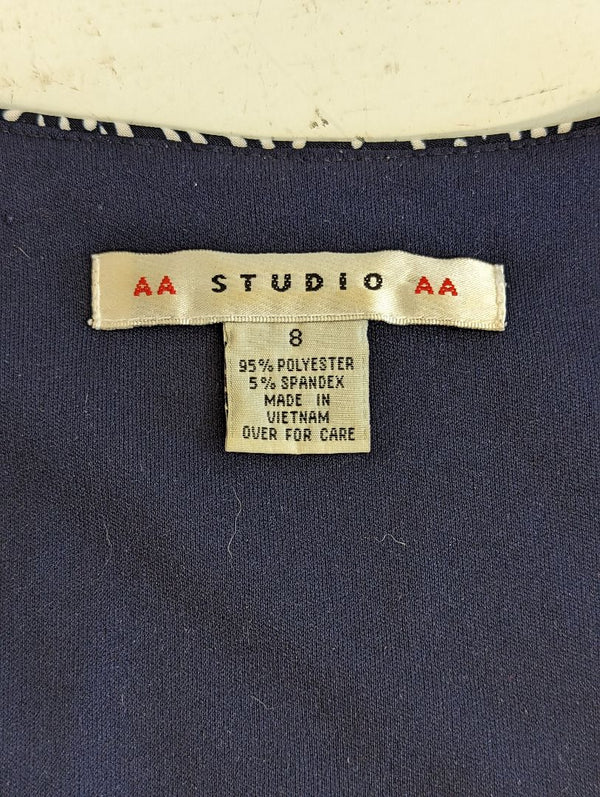 AA STUDIO AA
8
95% POLYESTER
5% SPANDEX
MADE IN
VIETNAM
OVER FOR CARE